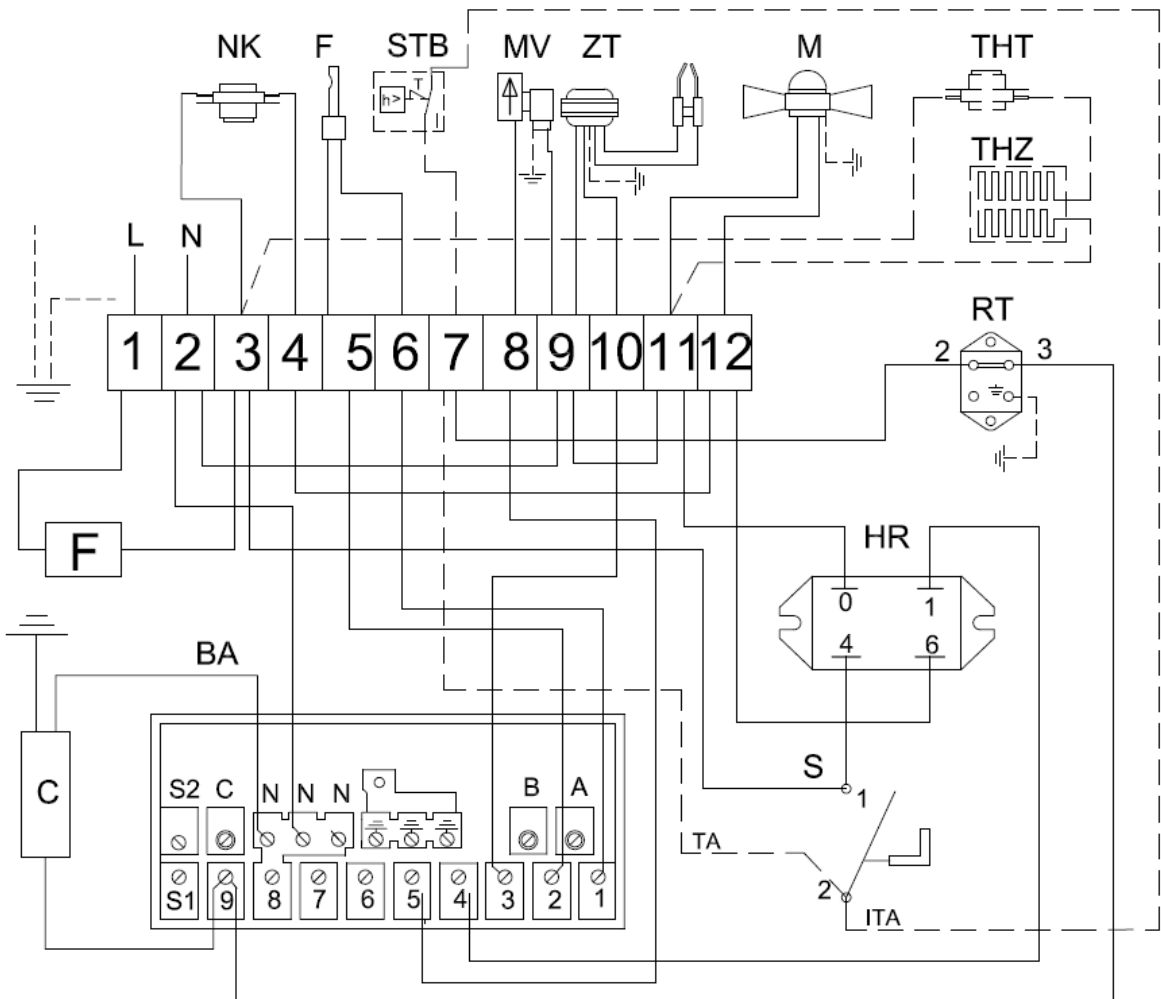 NK F STB MV ZT M THT
T
h>
THZ
L N
RT
1 2 3 4 5 6 7 8 9 10 11 12
2 3
F
HR
0 1
4 6
BA
C
S
1
S2 C N N N B A
TA
2
S1 9 8 7 6 5 4 3 2 1
ITA